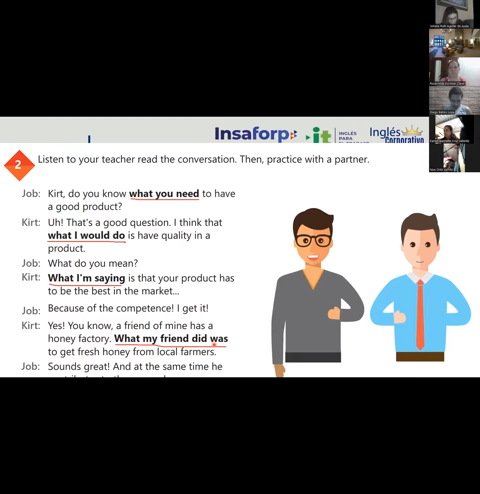 Insaforp
it
INGLÉS
PARA
Inglés
Corporativo
2
Listen to your teacher read the conversation. Then, practice with a partner.
Job: Kirt, do you know what you need to have
a good product?
Kirt: Uh! That's a good question. I think that
what I would do is have quality in a
product.
Job: What do you mean?
Kirt: What I'm saying is that your product has
to be the best in the market...
Job: Because of the competence! I get it!
Kirt: Yes! You know, a friend of mine has a
honey factory. What my friend did was
to get fresh honey from local farmers.
Job: Sounds great! And at the same time he